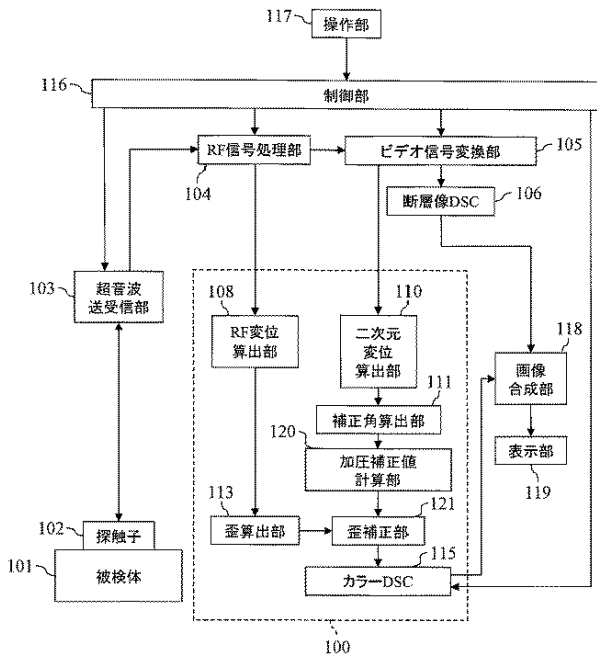 117
操作部
116
制御部
RF信号処理部
104
ビデオ信号変換部
105
断層像DSC
106
103
超音波
送受信部
108
RF変位
算出部
110
二次元
変位
算出部
118
画像
合成部
111
補正角算出部
120
加圧補正値
計算部
表示部
119
113
歪算出部
121
歪補正部
102
探触子
101
被検体
115
カラーDSC
100